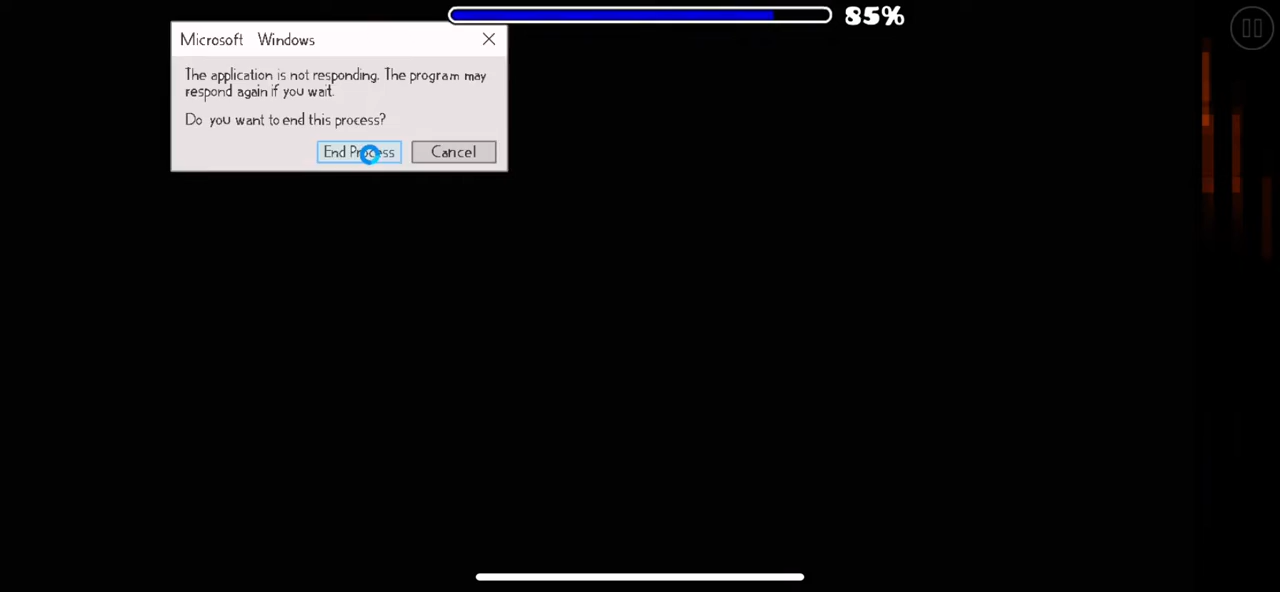 85%
Microsoft Windows
The application is not responding. The program may
respond again if you wait.
Do you want to end this process?
End Process Cancel